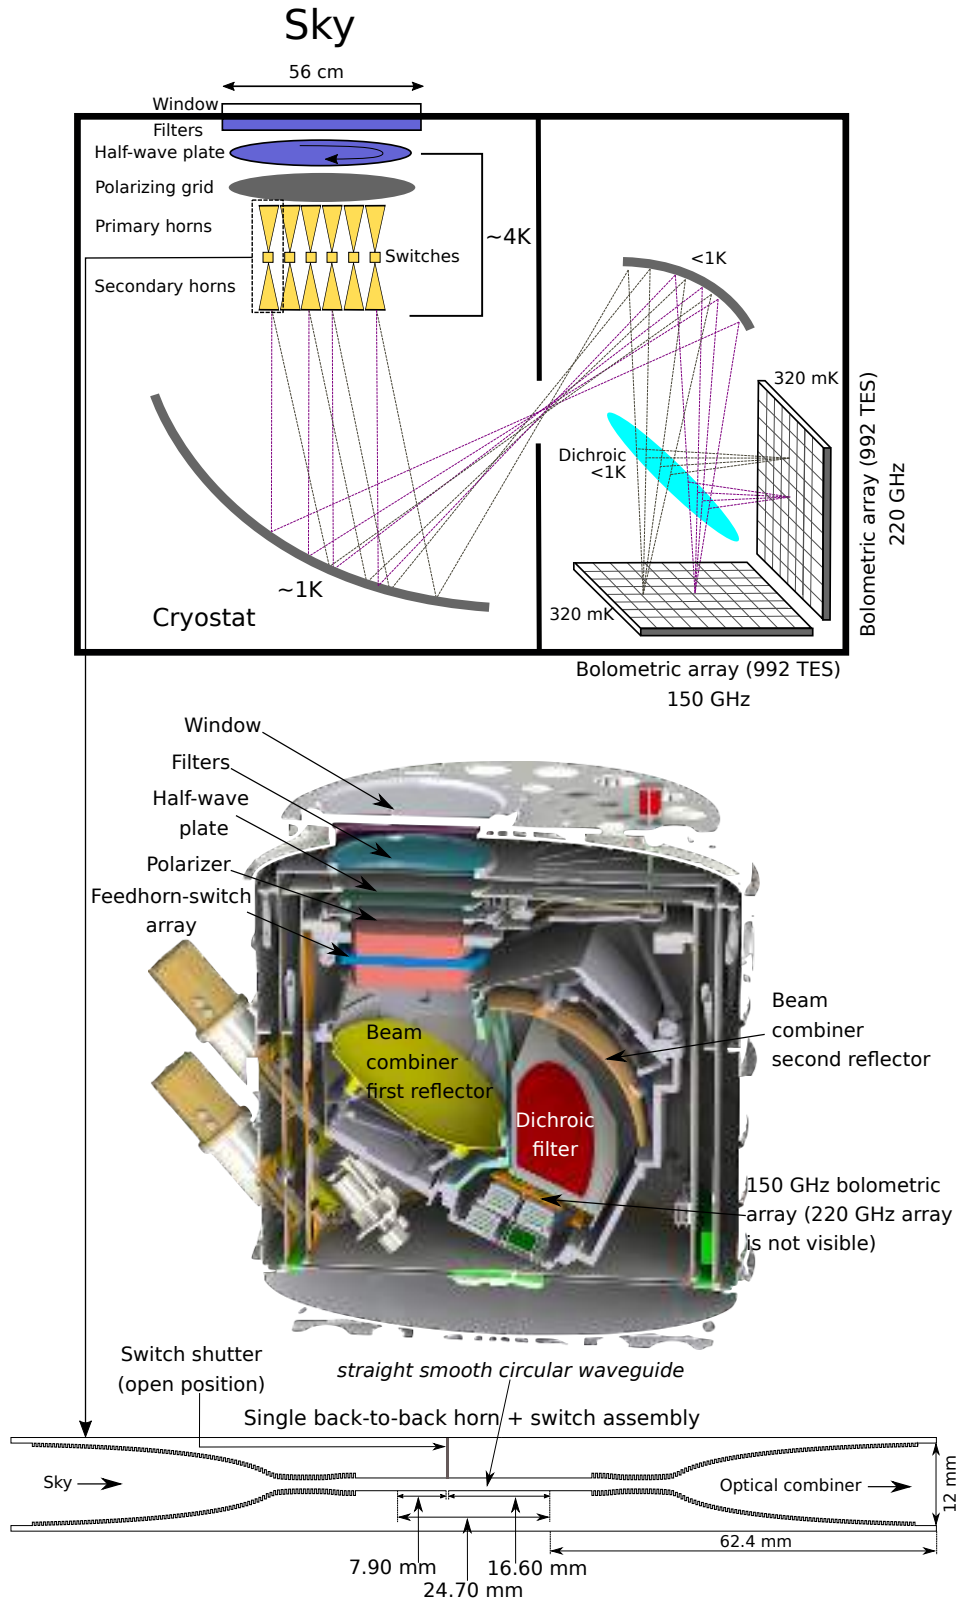 Sky
56 cm
Window
Filters
Half-wave plate
Polarizing grid
Primary horns
Switches
Secondary horns
~4K
<1K
320 mK
Dichroic
<1K
Bolometric array (992 TES)
220 GHz
~1K
320 mK
Cryostat
Bolometric array (992 TES)
150 GHz
Window
Filters
Half-wave
plate
Polarizer
Feedhorn-switch
array
Beam
combiner
first reflector
Beam
combiner
second reflector
Dichroic
filter
150 GHz bolometric
array (220 GHz array
is not visible)
Switch shutter
(open position)
straight smooth circular waveguide
Single back-to-back horn + switch assembly
Sky
Optical combiner
12 mm
62.4 mm
7.90 mm
16.60 mm
24.70 mm